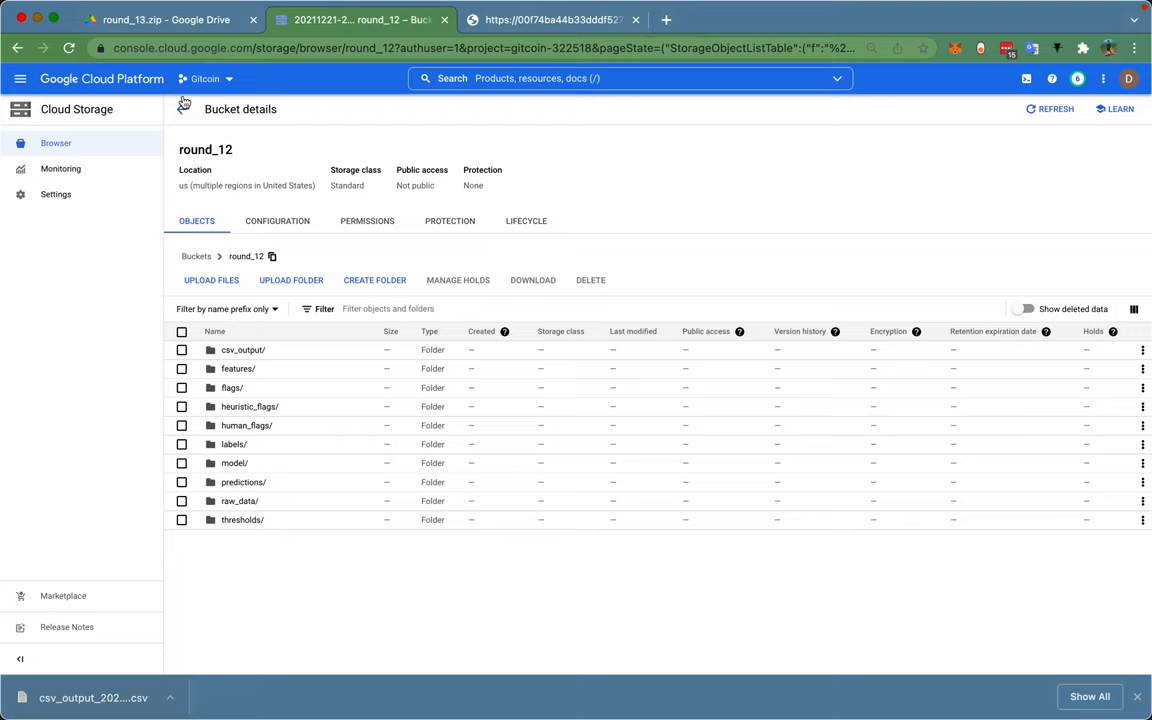 round_13.zip - Google Drive
20211221-2... round_12 – Buck
https://00f74ba44b33dddf527
console.cloud.google.com/storage/browser/round_12?authuser=1&project=gitcoin-322518&pageState=("StorageObjectListTable":("f":"%2...
15
Google Cloud Platform
Gitcoin
Search Products, resources, docs (/)
6
D
Cloud Storage
Bucket details
REFRESH
LEARN
Browser
Monitoring
Settings
round_12
Location Storage class Public access Protection
us (multiple regions in United States) Standard Not public None
OBJECTS CONFIGURATION PERMISSIONS PROTECTION LIFECYCLE
Buckets > round_12
UPLOAD FILES UPLOAD FOLDER CREATE FOLDER MANAGE HOLDS DOWNLOAD DELETE
Filter by name prefix only Filter Filter objects and folders Show deleted data
Name Size Type Created Storage class Last modified Public access Version history Encryption Retention expiration date Holds
csv_output/ — Folder — — — — — — — —
features/ — Folder — — — — — — — —
flags/ — Folder — — — — — — — —
heuristic_flags/ — Folder — — — — — — — —
human_flags/ — Folder — — — — — — — —
labels/ — Folder — — — — — — — —
model/ — Folder — — — — — — — —
predictions/ — Folder — — — — — — — —
raw_data/ — Folder — — — — — — — —
thresholds/ — Folder — — — — — — — —
Marketplace
Release Notes
csv_output_202....csv
Show All